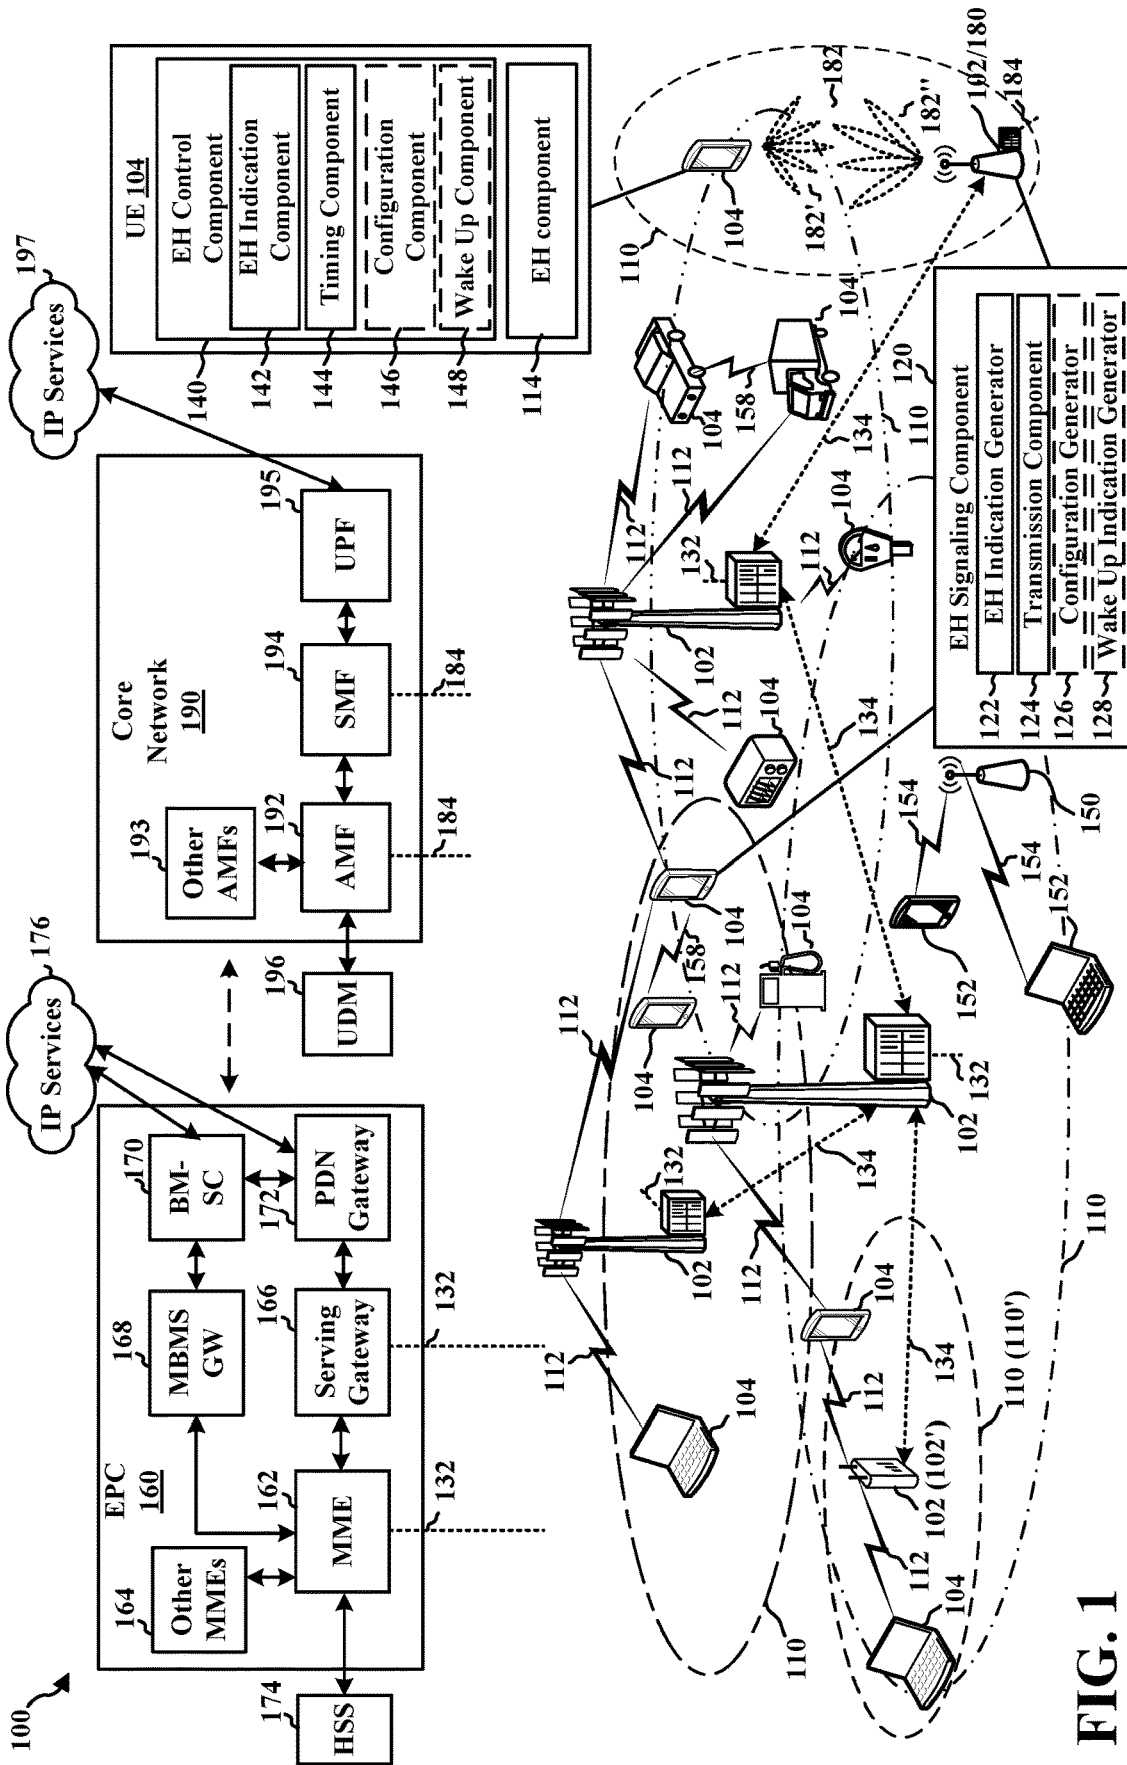 100
EPC
160
Other
MMEs
164
MME
162
HSS
174
MBMS
GW
168
Serving
Gateway
166
BM-
SC
170
PDN
Gateway
172
132
132
IP Services
176
Core
Network
190
Other
AMFs
193
AMF
192
SMF
194
UPF
195
UDM
196
184
184
IP Services
197
UE 104
EH Control
Component
EH Indication
Component
Timing Component
Configuration
Component
Wake Up Component
EH component
140
142
144
146
148
114
112
104
110
102
132
112
134
112
104
112
104
112
102 (102')
134
110 (110')
110
112
104
158
104
112
104
102
132
112
112
104
134
102
132
112
112
104
158
104
134
112
104
110
110
104
182'
182
182''
102/180
184
120
EH Signaling Component
EH Indication Generator
Transmission Component
Configuration Generator
Wake Up Indication Generator
122
124
126
128
154
154
150
152
152
FIG. 1